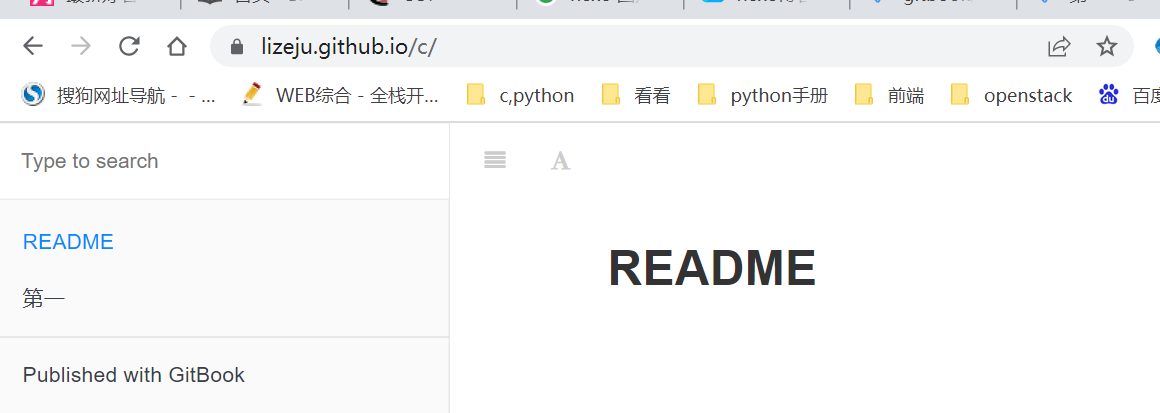 lizeju.github.io/c/
搜狗网址导航 - - ... WEB综合 - 全栈开... c,python 看看 python手册 前端 openstack 百度
Type to search
A
README
README
第一
Published with GitBook